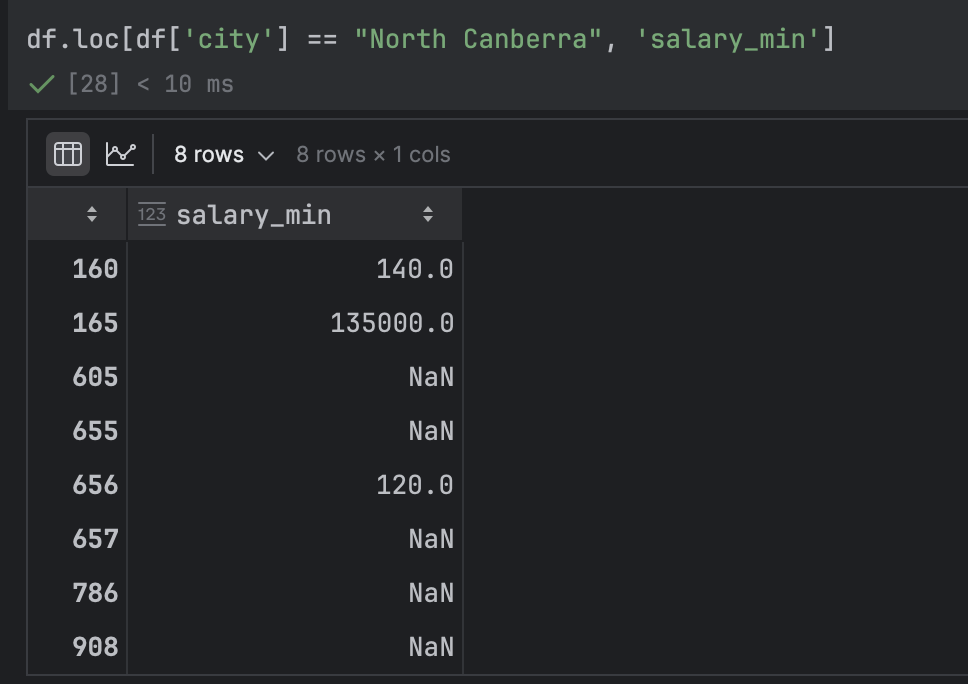 df.loc[df['city'] == "North Canberra", 'salary_min']
[28] < 10 ms
8 rows 8 rows × 1 cols
123 salary_min
160 140.0
165 135000.0
605 NaN
655 NaN
656 120.0
657 NaN
786 NaN
908 NaN